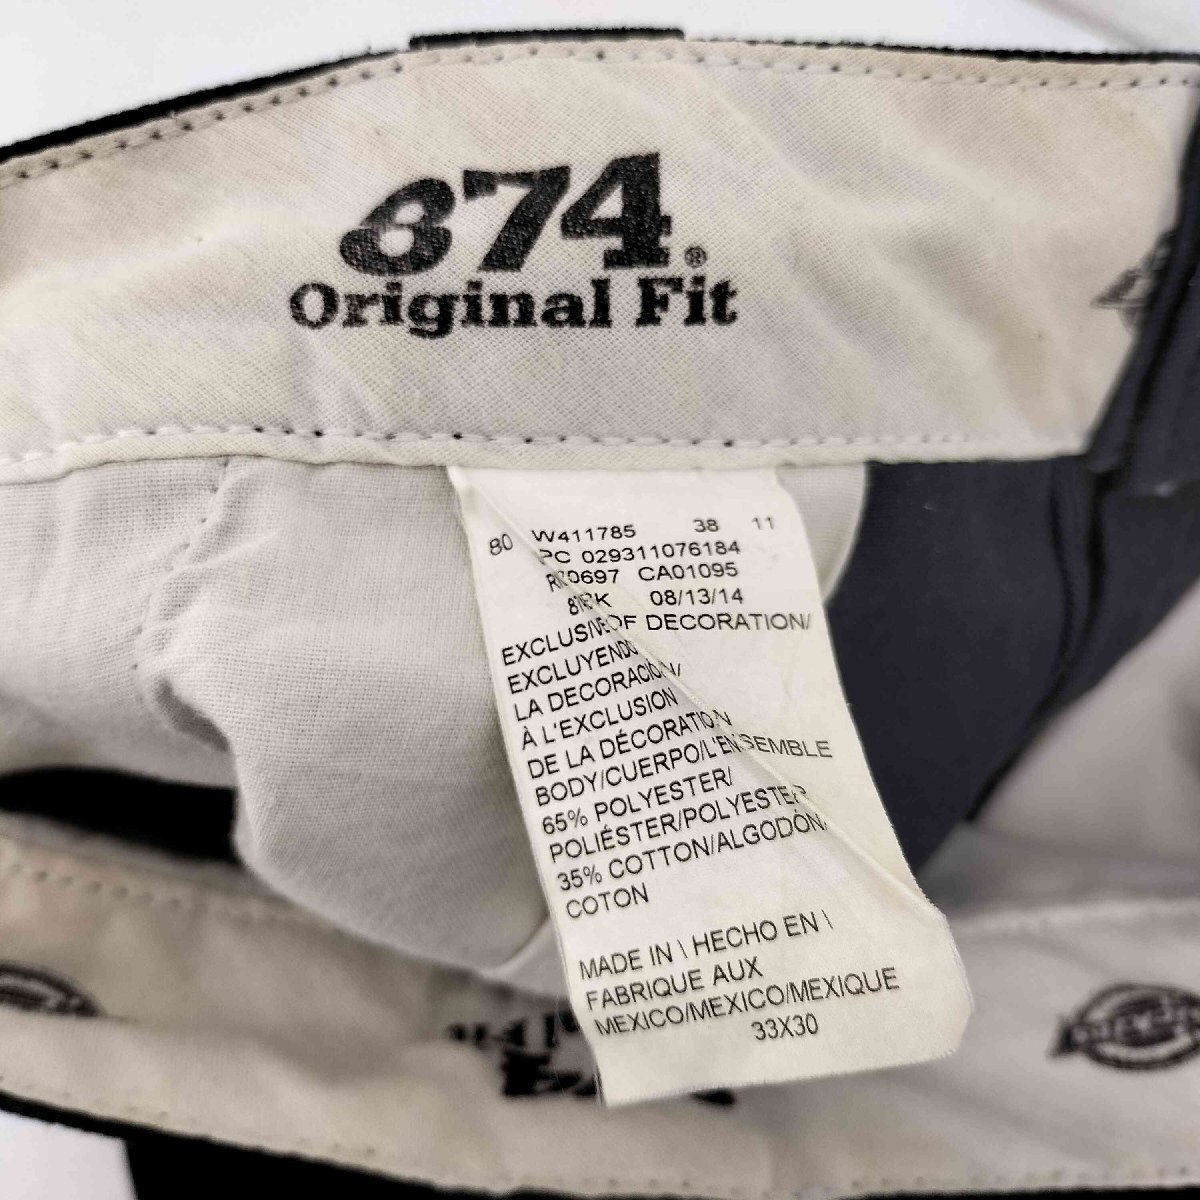 874®
Original Fit
80 W411785 38 11
PC 029311076184
0697 CA01095
08/13/14
EXCLUSIVE OF DECORATION/
EXCLUYENDO
LA DECORACIÓN/
À L'EXCLUSION
DE LA DÉCORATION
BODY/CUERPO/L'ENSEMBLE
65% POLYESTER/
POLIÉSTER/POLYESTER
35% COTTON/ALGODÓN/
COTON
MADE IN \ HECHO EN \
FABRIQUE AUX
MEXICO/MEXICO/MEXIQUE
33X30